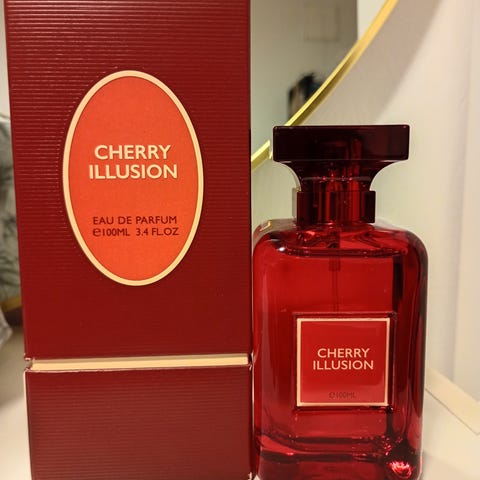 CHERRY
ILLUSION
EAU DE PARFUM
℮100ML 3.4 FL.OZ
CHERRY
ILLUSION
℮100ML